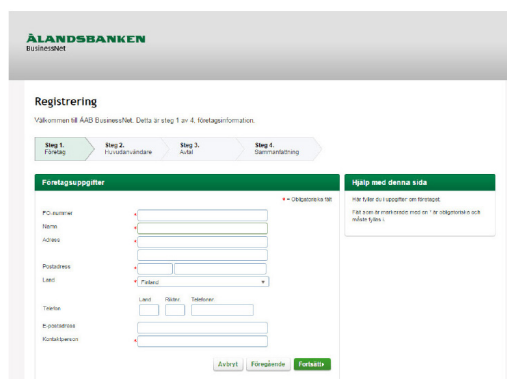 ÅLANDSBANKEN
BusinessNet
Registrering
Välkommen till ÅAB BusinessNet. Detta är steg 1 av 4, företagsinformation.
Steg 1.
Företag
Steg 2.
Huvudanvändare
Steg 3.
Avtal
Steg 4.
Sammanfattning
Företagsuppgifter
* = Obligatoriska fält
FO-nummer *
Namn *
Adress *
Postadress *
Land * Finland
Land Riktnr Telefonnr
Telefon
E-postadress
Kontaktperson *
Avbryt Föregående Fortsätt
Hjälp med denna sida
Här fyller du i uppgifter om företaget.
Fält som är markerade med en * är obligatoriska och
måste fyllas i.